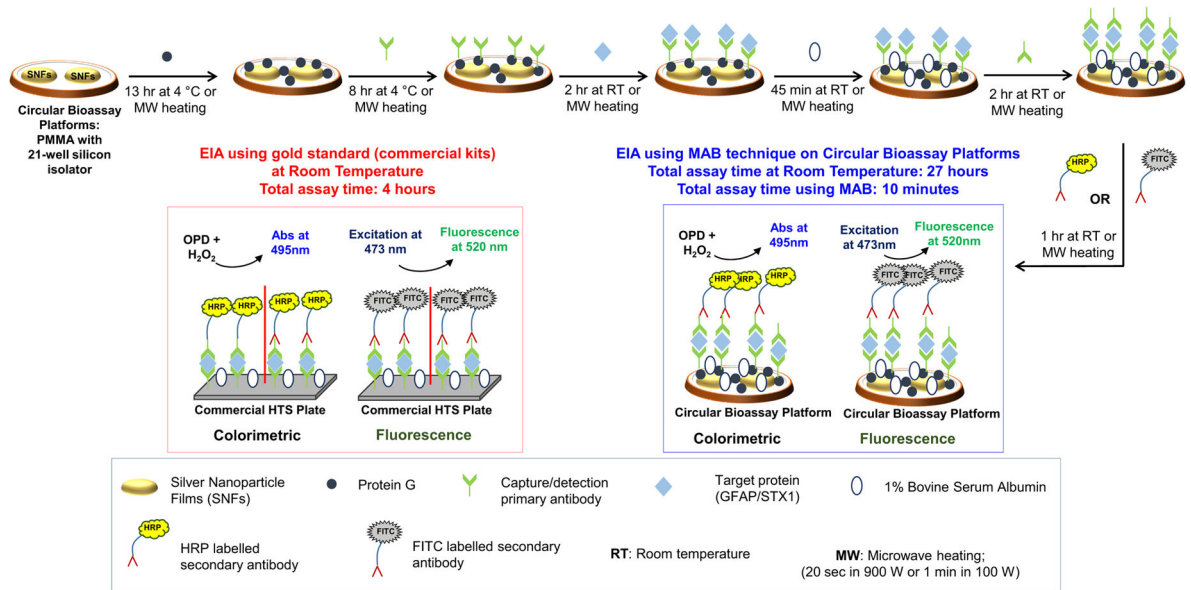 SNFs SNFs
Circular Bioassay
Platforms:
PMMA with
21-well silicon
isolator
13 hr at 4 °C or
MW heating
8 hr at 4 °C or
MW heating
2 hr at RT or
MW heating
45 min at RT or
MW heating
2 hr at RT or
MW heating
HRP
OR
FITC
1 hr at RT or
MW heating
EIA using gold standard (commercial kits)
at Room Temperature
Total assay time: 4 hours
OPD +
H₂O₂
Abs at
495nm
Excitation at
473 nm
Fluorescence
at 520 nm
HRP HRP HRP HRP
FITC FITC FITC FITC
Commercial HTS Plate
Commercial HTS Plate
Colorimetric
Fluorescence
EIA using MAB technique on Circular Bioassay Platforms
Total assay time at Room Temperature: 27 hours
Total assay time using MAB: 10 minutes
OPD +
H₂O₂
Abs at
495nm
Excitation at
473nm
Fluorescence
at 520nm
HRP HRP HRP
FITC FITC FITC
Circular Bioassay Platform
Circular Bioassay Platform
Colorimetric
Fluorescence
Silver Nanoparticle
Films (SNFs)
Protein G
Capture/detection
primary antibody
Target protein
(GFAP/STX1)
1% Bovine Serum Albumin
HRP
HRP labelled
secondary antibody
FITC
FITC labelled secondary
antibody
RT: Room temperature
MW: Microwave heating;
(20 sec in 900 W or 1 min in 100 W)